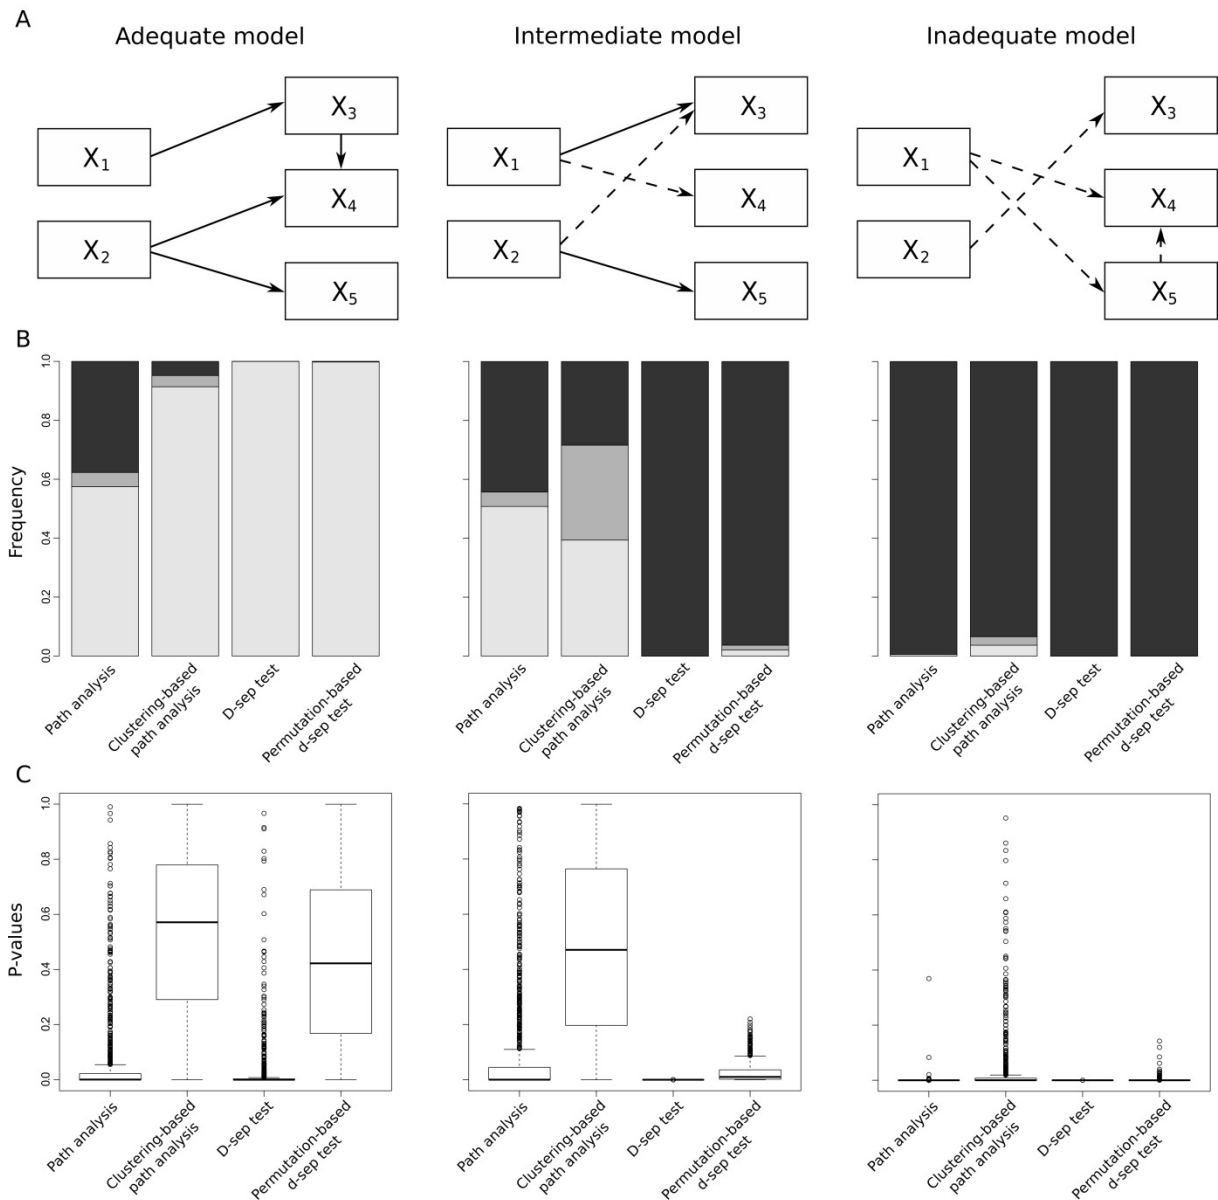 A
Adequate model
Intermediate model
Inadequate model
X1
X2
X3
X4
X5
X1
X2
X3
X4
X5
X1
X2
X3
X4
X5
B
Frequency
1.0
0.8
0.6
0.4
0.2
0.0
Path analysis
Clustering-based
path analysis
D-sep test
Permutation-based
d-sep test
Path analysis
Clustering-based
path analysis
D-sep test
Permutation-based
d-sep test
Path analysis
Clustering-based
path analysis
D-sep test
Permutation-based
d-sep test
C
P-values
1.0
0.8
0.6
0.4
0.2
0.0
Path analysis
Clustering-based
path analysis
D-sep test
Permutation-based
d-sep test
Path analysis
Clustering-based
path analysis
D-sep test
Permutation-based
d-sep test
Path analysis
Clustering-based
path analysis
D-sep test
Permutation-based
d-sep test